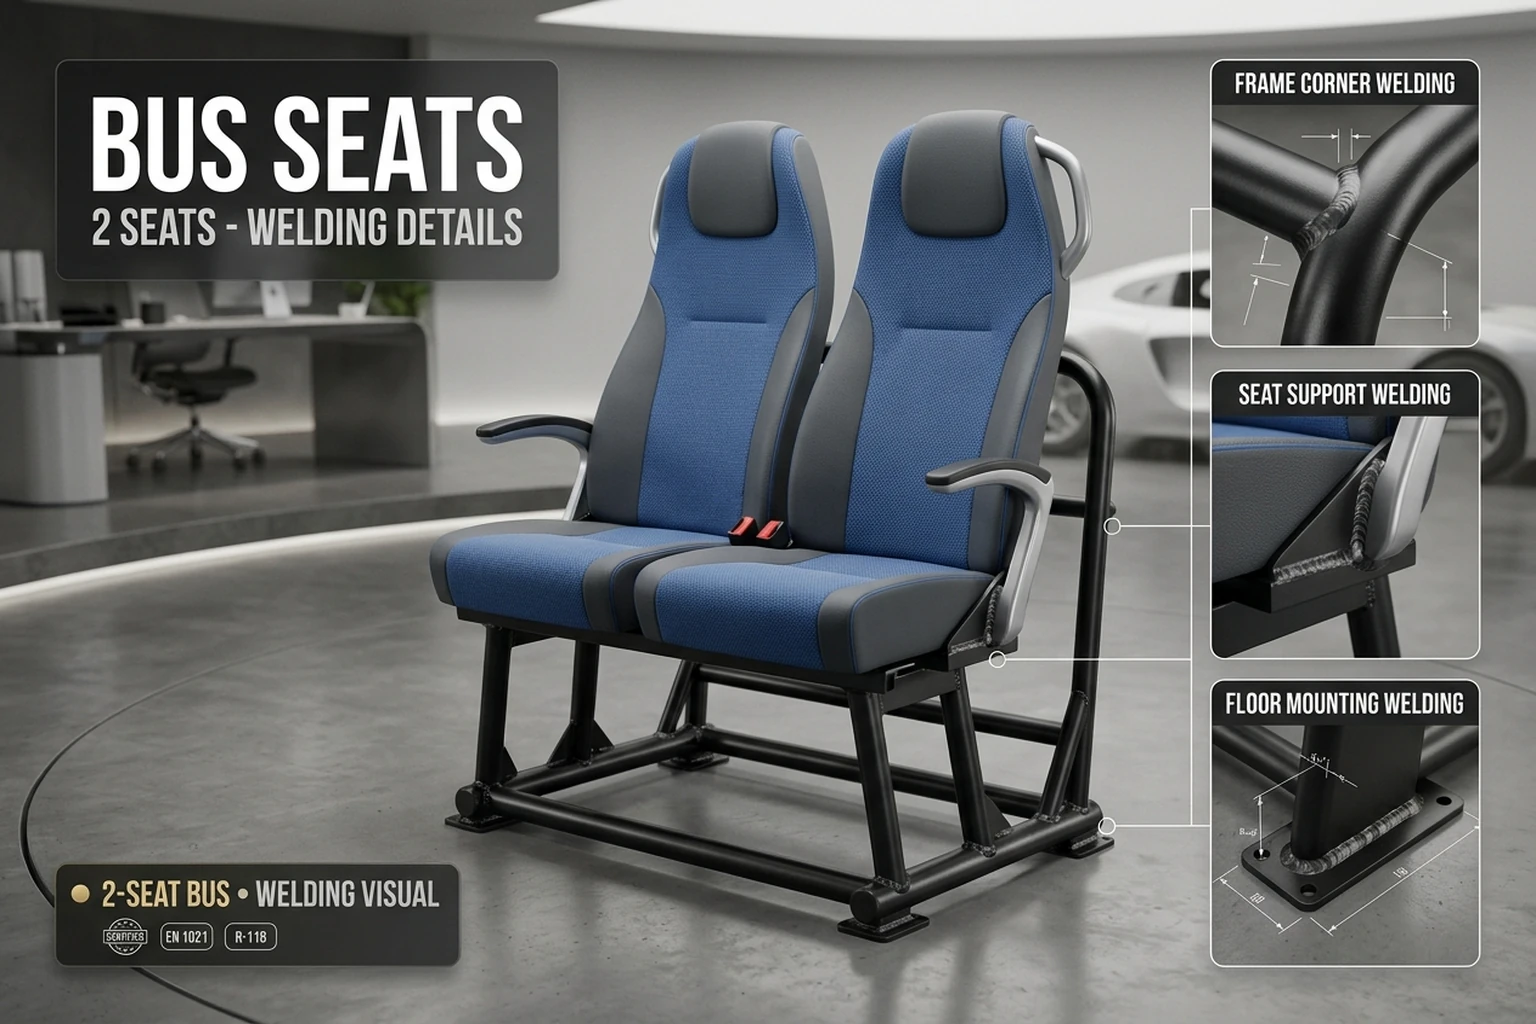 BUS SEATS
2 SEATS - WELDING DETAILS
FRAME CORNER WELDING
SEAT SUPPORT WELDING
FLOOR MOUNTING WELDING
2-SEAT BUS • WELDING VISUAL
EN 1021
R-118